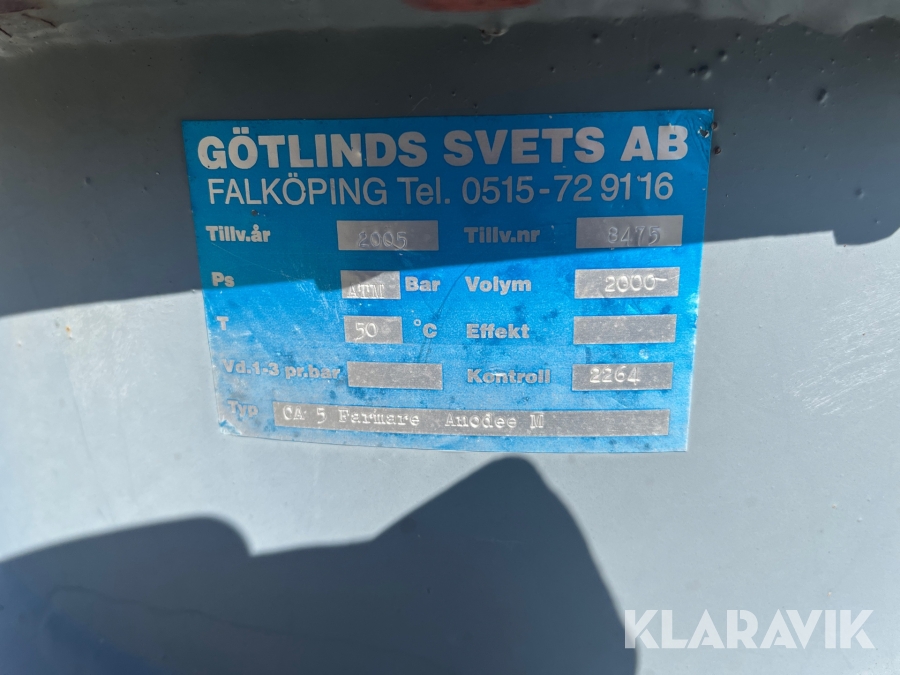 GÖTLINDS SVETS AB
FALKÖPING Tel. 0515-72 91 16
Tillv.år 2005 Tillv.nr 8475
Ps ATM Bar Volym 2000
T 50 °C Effekt
Vd.1-3 pr.bar Kontroll 2264
Typ CA 5 Farmare Anodee M
KLARAVIK